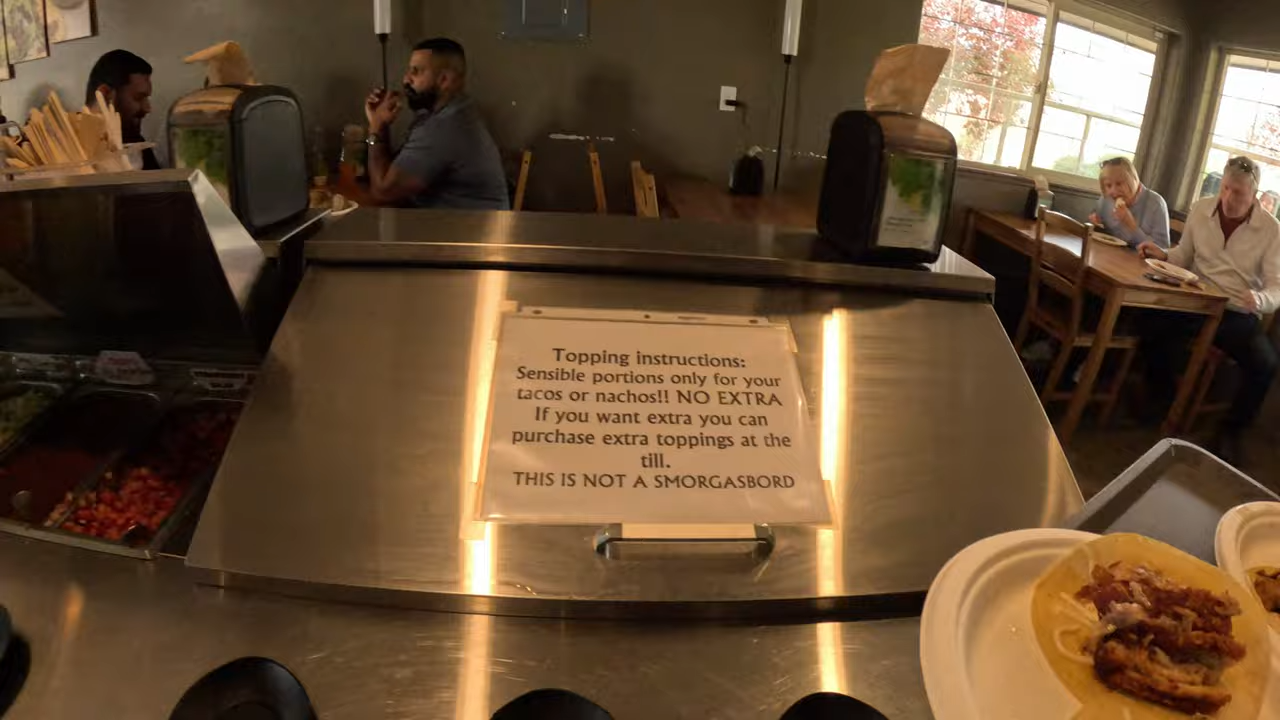 Topping instructions:
Sensible portions only for your
tacos or nachos!! NO EXTRA
If you want extra you can
purchase extra toppings at the
till.
THIS IS NOT A SMORGASBORD